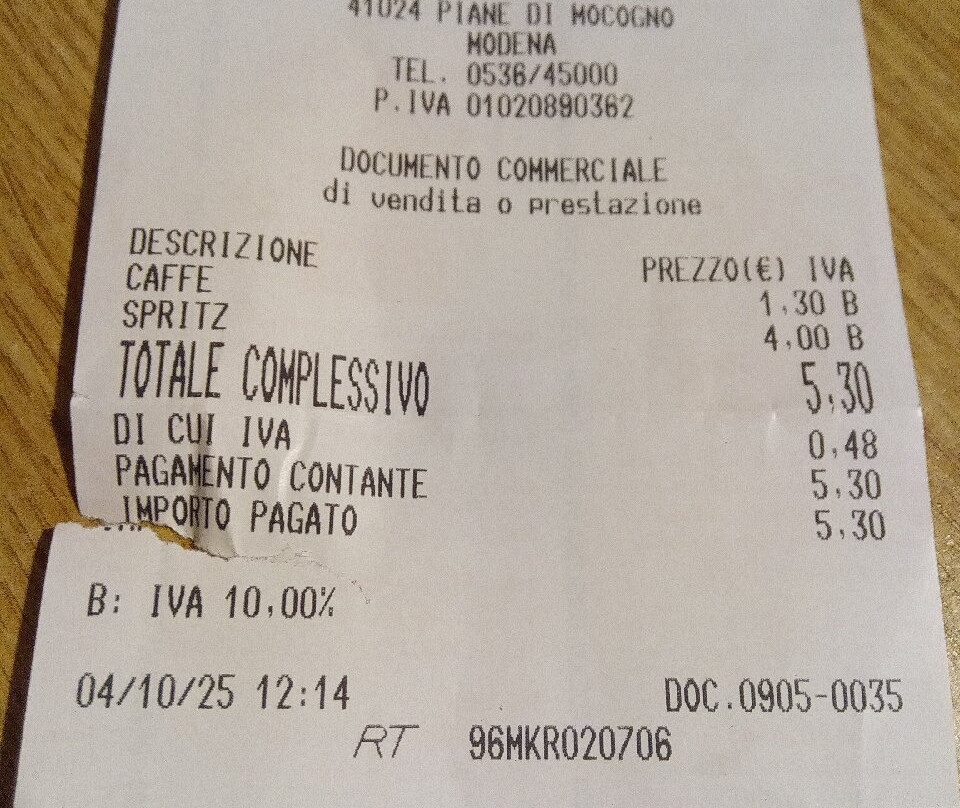 41024 PIANE DI MOCOGNO
MODENA
TEL. 0536/45000
P.IVA 01020890362
DOCUMENTO COMMERCIALE
di vendita o prestazione
DESCRIZIONE PREZZO(€) IVA
CAFFE 1,30 B
SPRITZ 4,00 B
TOTALE COMPLESSIVO 5,30
DI CUI IVA 0,48
PAGAMENTO CONTANTE 5,30
IMPORTO PAGATO 5,30
B: IVA 10,00%
04/10/25 12:14 DOC.0905-0035
RT 96MKR020706